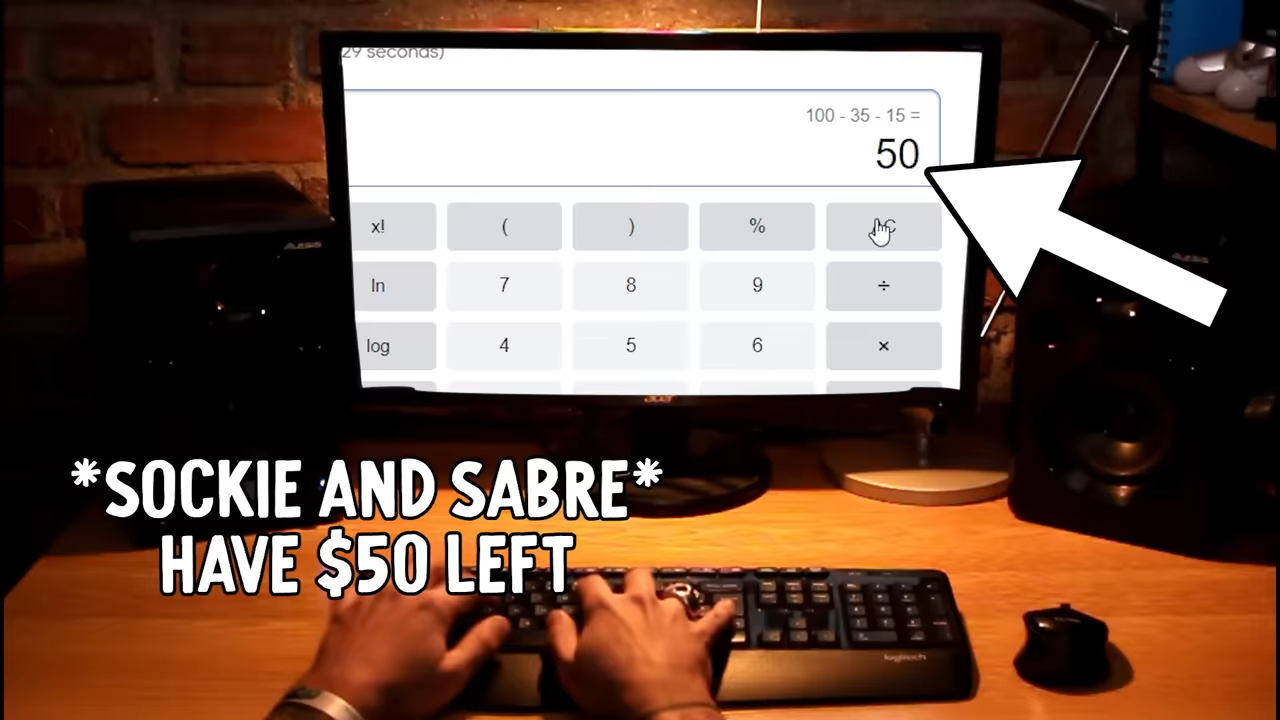 29 seconds)
100 - 35 - 15 =
50
x!
(
)
%
ln
7
8
9
÷
log
4
5
6
×
acer
*SOCKIE AND SABRE*
HAVE $50 LEFT
logitech